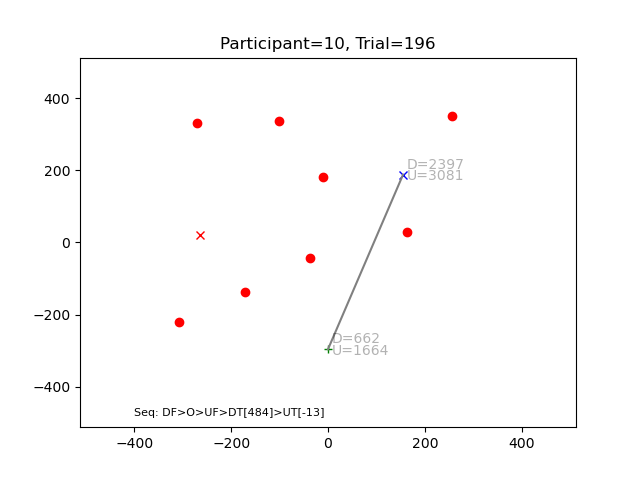 Participant=10, Trial=196
400
200
0
−200
−400
D=2397
U=3081
D=662
U=1664
Seq: DF>O>UF>DT[484]>UT[-13]
−400
−200
0
200
400